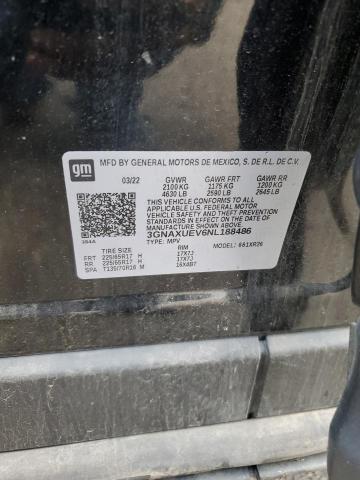 gm
MFD BY GENERAL MOTORS DE MEXICO, S. DE R.L. DE C.V.
03/22 GVWR GAWR FRT GAWR RR
2100 KG 1175 KG 1200 KG
4630 LB 2590 LB 2645 LB
THIS VEHICLE CONFORMS TO ALL
APPLICABLE U.S. FEDERAL MOTOR
VEHICLE SAFETY, BUMPER, AND THEFT
PREVENTION STANDARDS IN EFFECT ON
THE DATE OF MANUFACTURE SHOWN ABOVE.
3GNAXUEV6NL188486
TYPE: MPV MODEL: 661XR26
TIRE SIZE RIM
FRT 225/65R17 H 17X7J
RR 225/65R17 H 17X7J
SPA T135/70R16 M 16X4BT